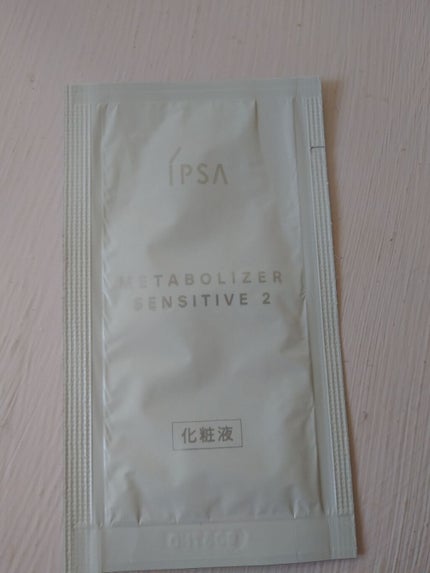 IPSA
METABOLIZER
SENSITIVE 2
化粧液